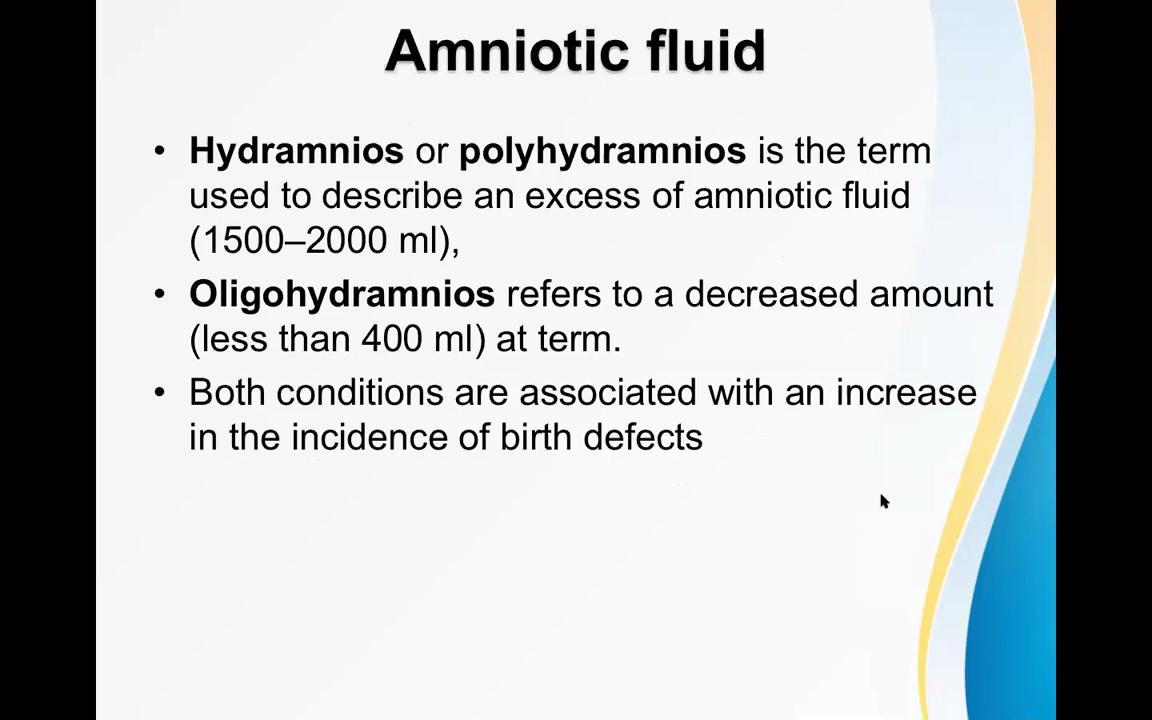 Amniotic fluid
• Hydramnios or polyhydramnios is the term
used to describe an excess of amniotic fluid
(1500–2000 ml),
• Oligohydramnios refers to a decreased amount
(less than 400 ml) at term.
• Both conditions are associated with an increase
in the incidence of birth defects